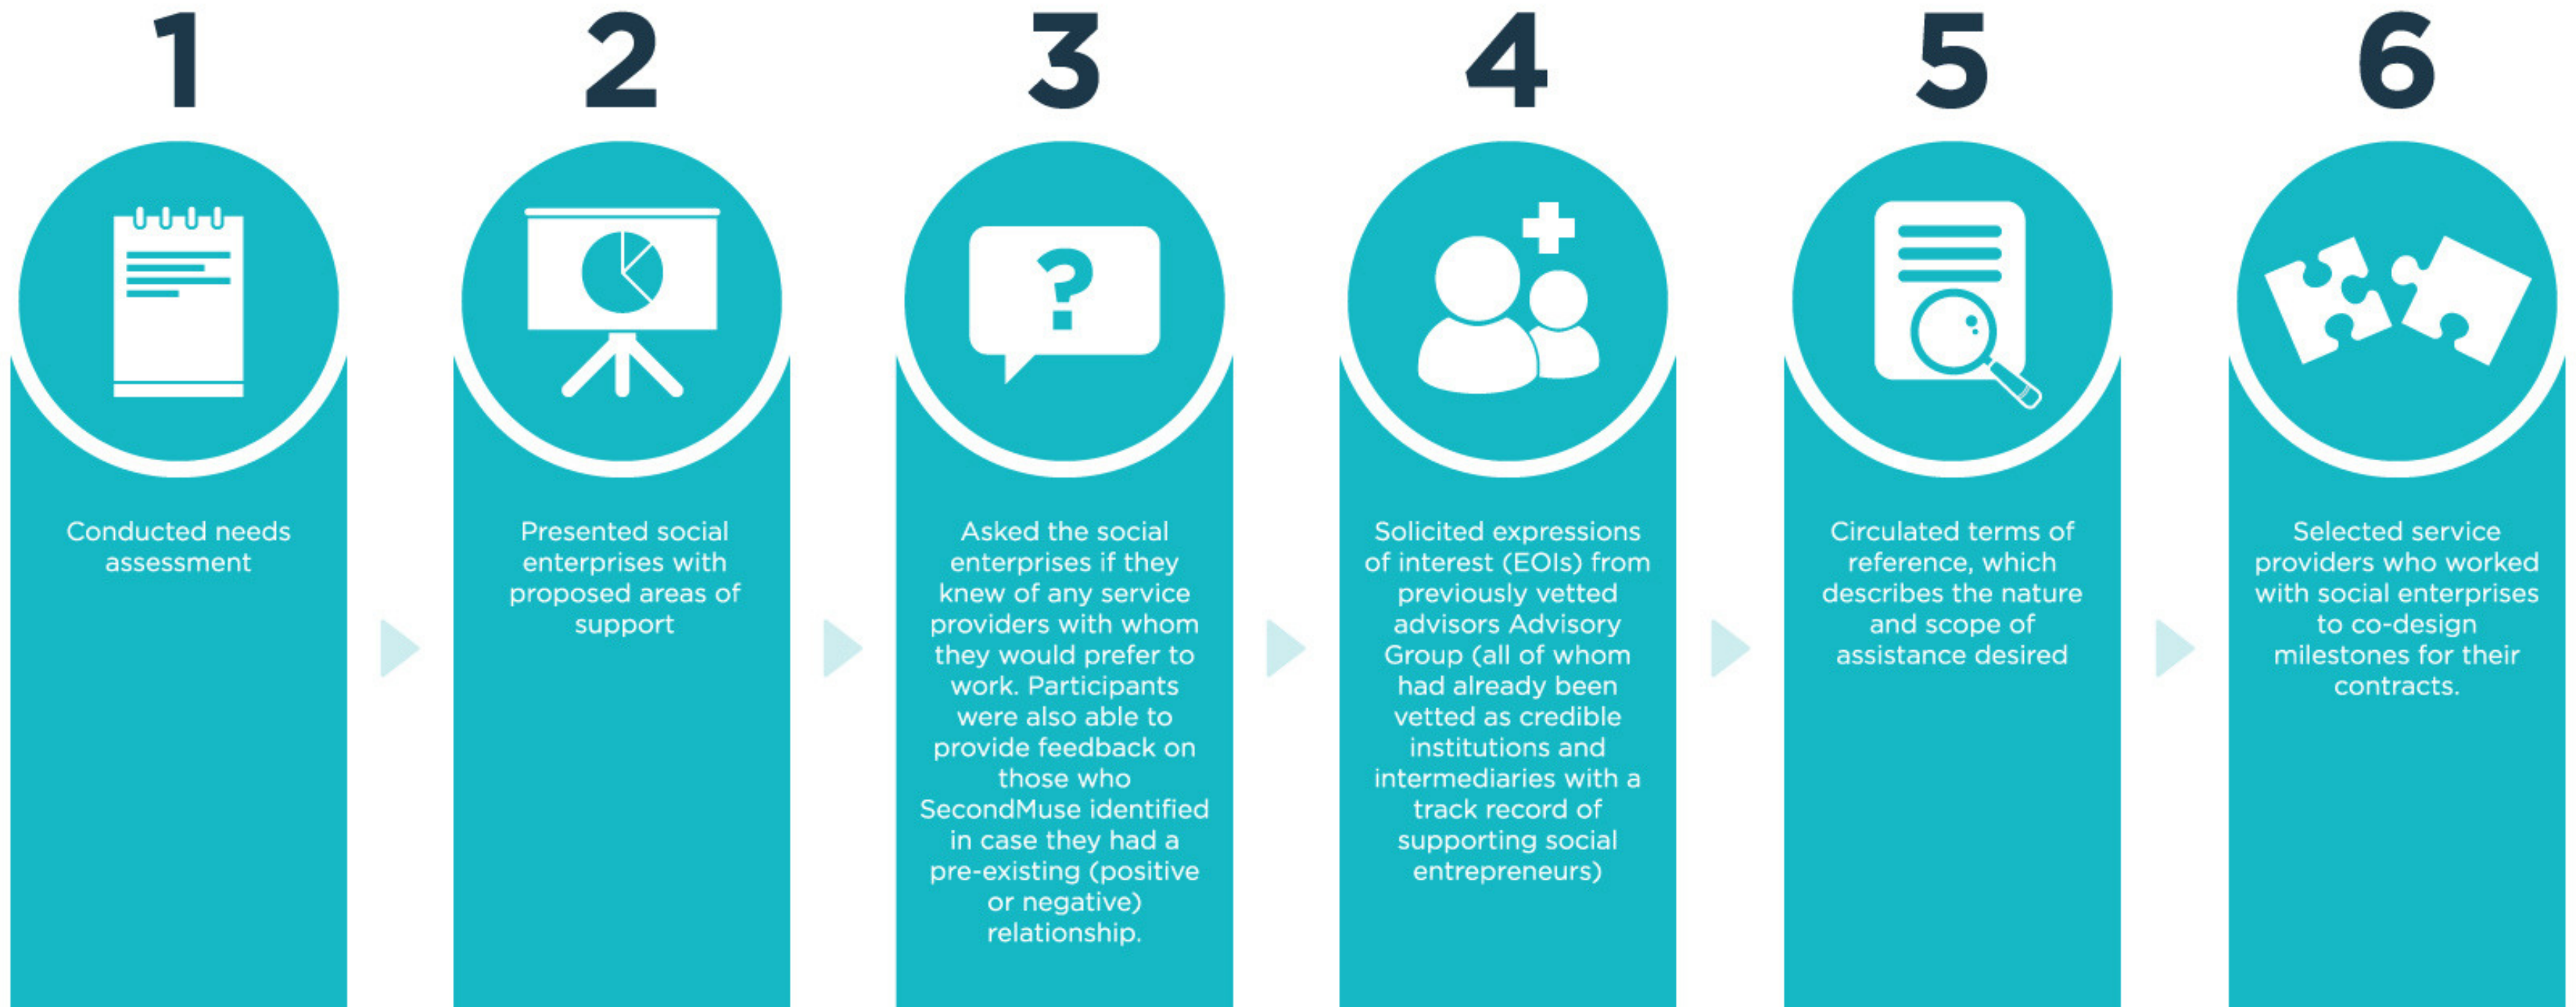 1
Conducted needs
assessment
2
Presented social
enterprises with
proposed areas of
support
3
?
Asked the social
enterprises if they
knew of any service
providers with whom
they would prefer to
work. Participants
were also able to
provide feedback on
those who
SecondMuse identified
in case they had a
pre-existing (positive
or negative)
relationship.
4
Solicited expressions
of interest (EOIs) from
previously vetted
advisors Advisory
Group (all of whom
had already been
vetted as credible
institutions and
intermediaries with a
track record of
supporting social
entrepreneurs)
5
Circulated terms of
reference, which
describes the nature
and scope of
assistance desired
6
Selected service
providers who worked
with social enterprises
to co-design
milestones for their
contracts.